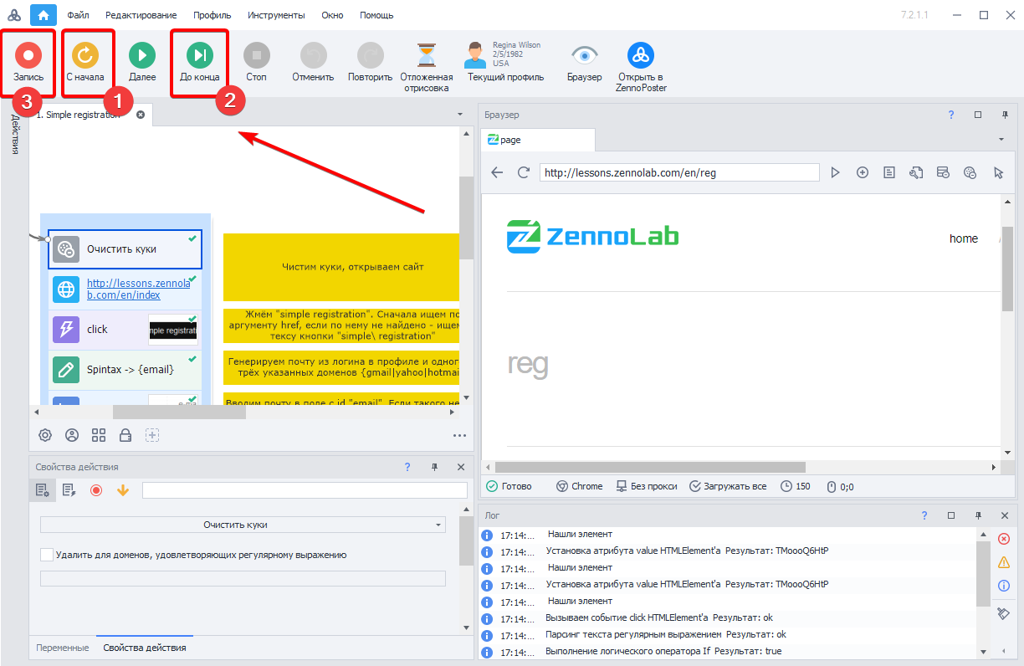 Файл Редактирование Профиль Инструменты Окно Помощь 7.2.1.1
Запись С начала Далее До конца Стоп Отменить Повторить Отложенная отрисовка Regina Wilson 2/5/1982 USA Текущий профиль Браузер Открыть в ZennoPoster
3 1 2
Действия
1. Simple registration
Очистить куки
http://lessons.zennola
b.com/en/index
click
mple registrati
Spintax -> {email}
Чистим куки, открываем сайт
Жмём "simple registration". Сначала ищем по
аргументу href, если по нему не найдено - ищем
тексу кнопки "simple\ registration"
Генерируем почту из логина в профиле и одног
трёх указанных доменов {gmail|yahoo|hotmai
Вводим почту в поле с id "email". Если такого не
Свойства действия
Очистить куки
Удалить для доменов, удовлетворяющих регулярному выражению
Переменные Свойства действия
Браузер
page
http://lessons.zennolab.com/en/reg
ZennoLab
home
reg
Готово Chrome Без прокси Загружать все 150 0;0
Лог
17:14:... Нашли элемент
17:14:... Установка атрибута value HTMLElement'а Результат: TMoooQ6HtP
17:14:... Нашли элемент
17:14:... Установка атрибута value HTMLElement'а Результат: TMoooQ6HtP
17:14:... Нашли элемент
17:14:... Вызываем событие click HTMLElement'а Результат: ok
17:14:... Парсинг текста регулярным выражением Результат: ok
17:14:... Выполнение логического оператора If Результат: true